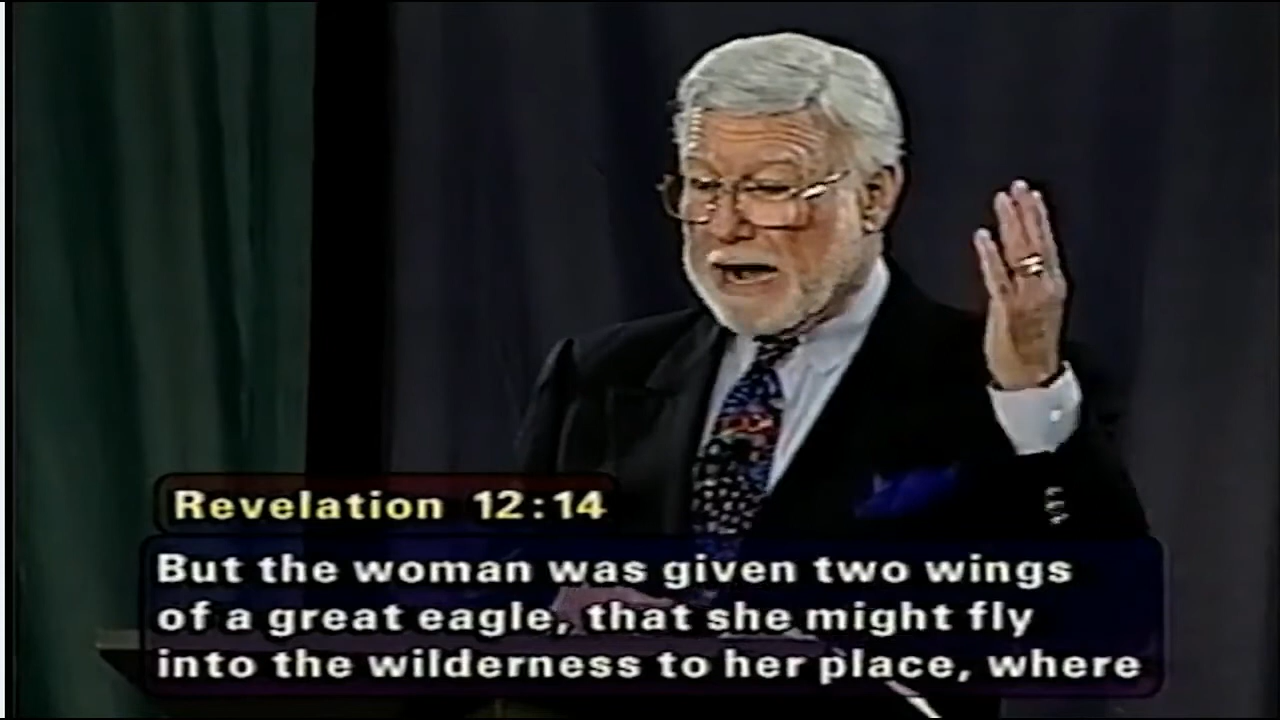 Revelation 12:14
But the woman was given two wings
of a great eagle, that she might fly
into the wilderness to her place, where